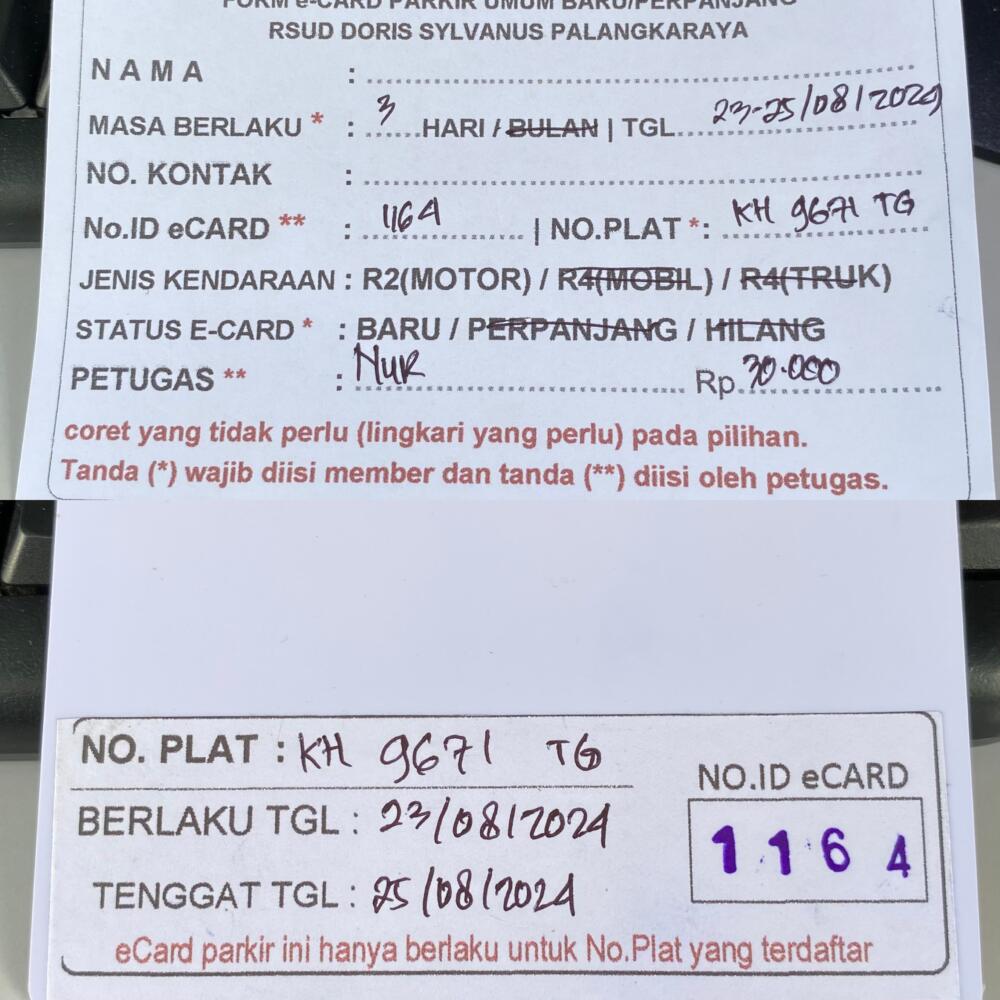 FORM e-CARD PARKIR UMUM BARU/PERPANJANG
RSUD DORIS SYLVANUS PALANGKARAYA
NAMA :
MASA BERLAKU * : 3 HARI / BULAN | TGL 23-25/08/2024
NO. KONTAK :
No.ID eCARD ** : 1164 | NO.PLAT *: KH 9671 TG
JENIS KENDARAAN : R2(MOTOR) / R4(MOBIL) / R4(TRUK)
STATUS E-CARD * : BARU / PERPANJANG / HILANG
PETUGAS ** : NUR Rp. 30.000
coret yang tidak perlu (lingkari yang perlu) pada pilihan.
Tanda (*) wajib diisi member dan tanda (**) diisi oleh petugas.
NO. PLAT : KH 9671 TG
BERLAKU TGL : 23/08/2024
TENGGAT TGL : 25/08/2024
NO.ID eCARD
1164
eCard parkir ini hanya berlaku untuk No.Plat yang terdaftar